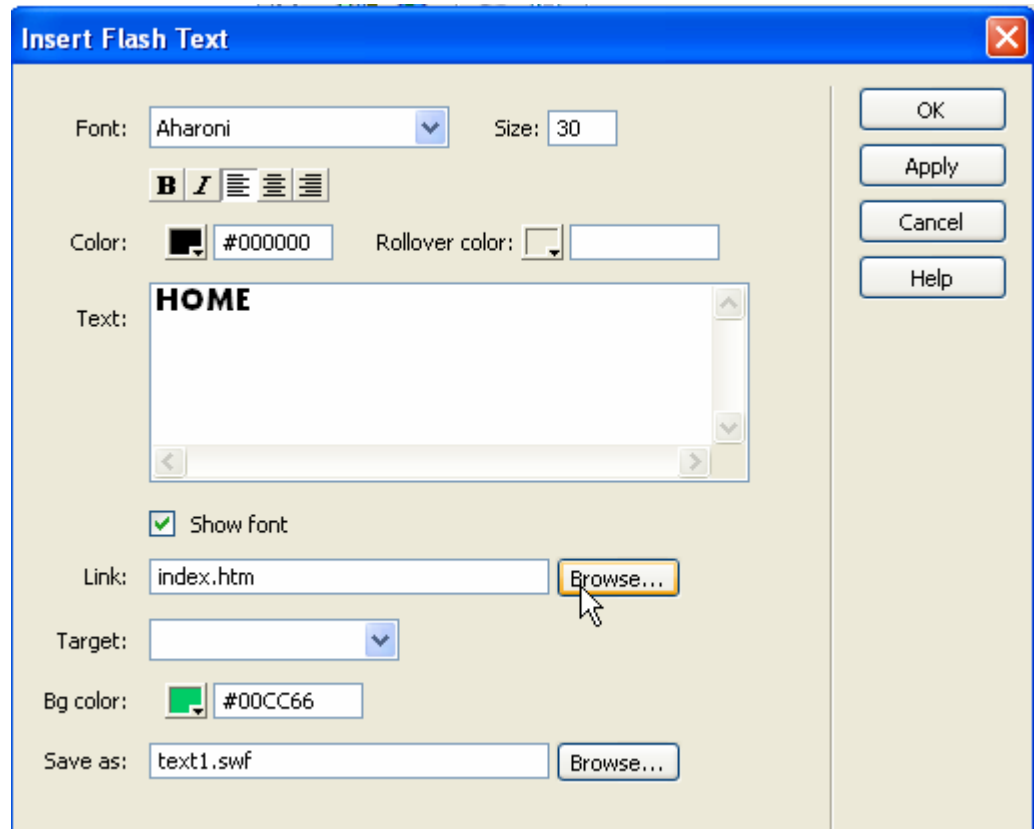 Insert Flash Text
Font: Aharoni Size: 30
B I
Color: #000000 Rollover color:
Text: HOME
Show font
Link: index.htm Browse...
Target:
Bg color: #00CC66
Save as: text1.swf Browse...
OK
Apply
Cancel
Help